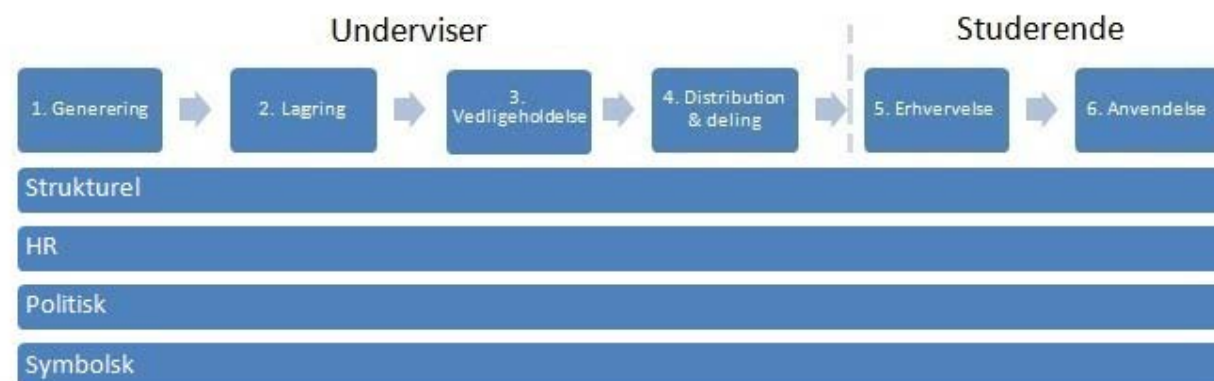 Underviser
Studerende
1. Generering
2. Lagring
3.
Vedligeholdelse
4. Distribution
& deling
5. Erhvervelse
6. Anvendelse
Strukturel
HR
Politisk
Symbolsk